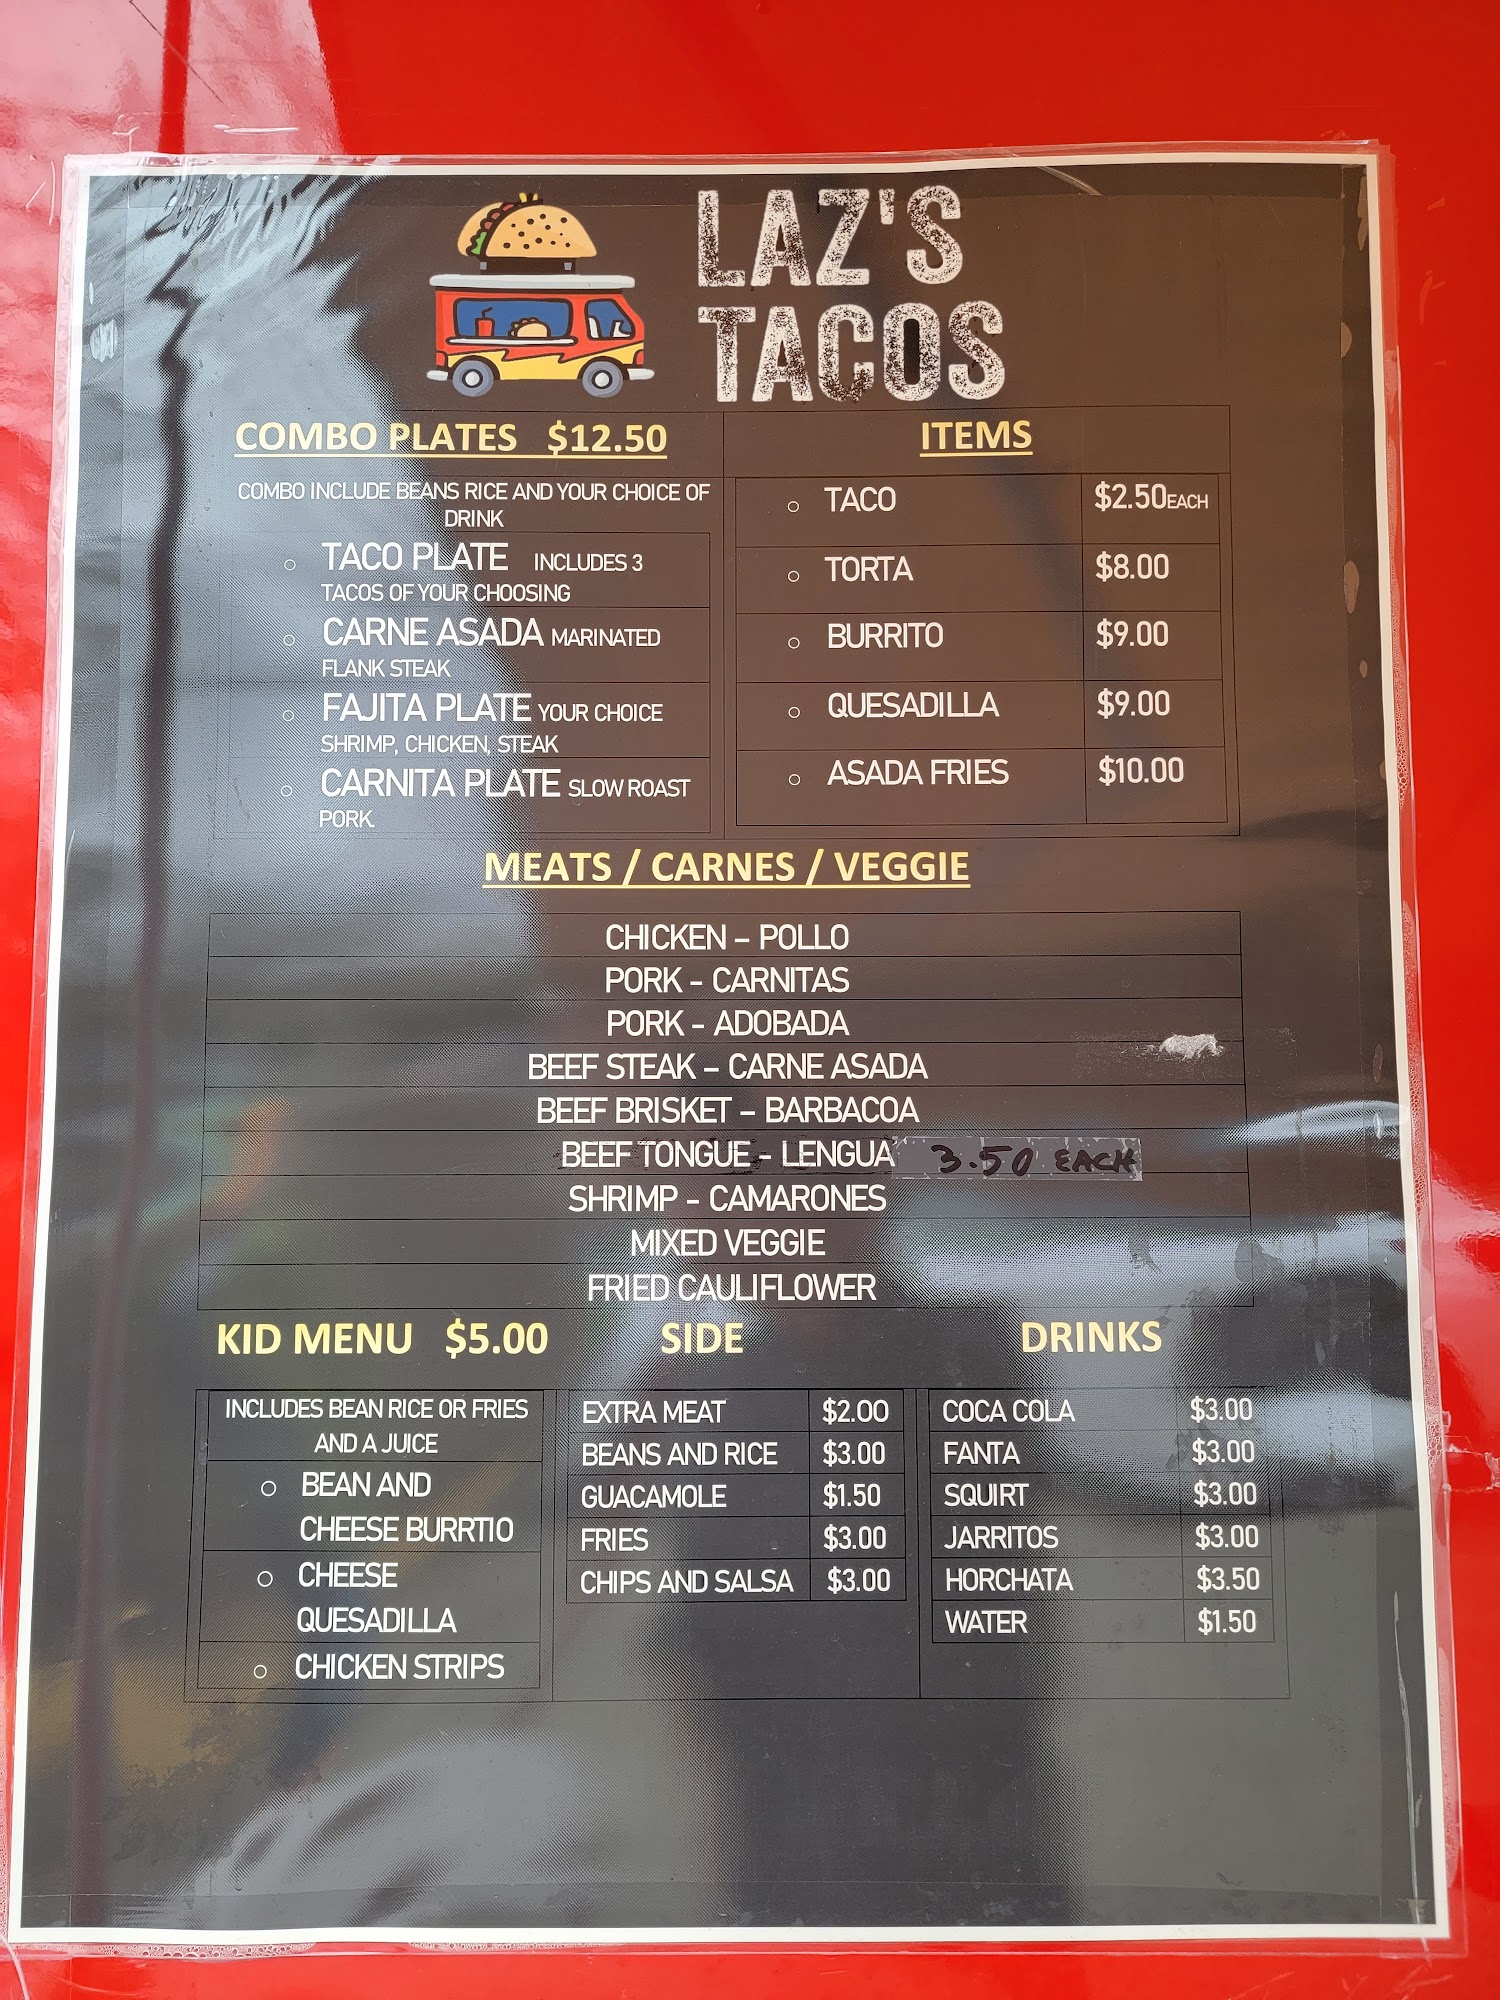 LAZ'S
TACOS
COMBO PLATES $12.50
COMBO INCLUDE BEANS RICE AND YOUR CHOICE OF
DRINK
TACO PLATE INCLUDES 3
TACOS OF YOUR CHOOSING
CARNE ASADA MARINATED
FLANK STEAK
FAJITA PLATE YOUR CHOICE
SHRIMP, CHICKEN, STEAK
CARNITA PLATE SLOW ROAST
PORK.
ITEMS
TACO $2.50EACH
TORTA $8.00
BURRITO $9.00
QUESADILLA $9.00
ASADA FRIES $10.00
MEATS / CARNES / VEGGIE
CHICKEN – POLLO
PORK - CARNITAS
PORK - ADOBADA
BEEF STEAK – CARNE ASADA
BEEF BRISKET – BARBACOA
BEEF TONGUE - LENGUA 3.50 EACH
SHRIMP - CAMARONES
MIXED VEGGIE
FRIED CAULIFLOWER
KID MENU $5.00
INCLUDES BEAN RICE OR FRIES
AND A JUICE
BEAN AND
CHEESE BURRTIO
CHEESE
QUESADILLA
CHICKEN STRIPS
SIDE
EXTRA MEAT $2.00
BEANS AND RICE $3.00
GUACAMOLE $1.50
FRIES $3.00
CHIPS AND SALSA $3.00
DRINKS
COCA COLA $3.00
FANTA $3.00
SQUIRT $3.00
JARRITOS $3.00
HORCHATA $3.50
WATER $1.50